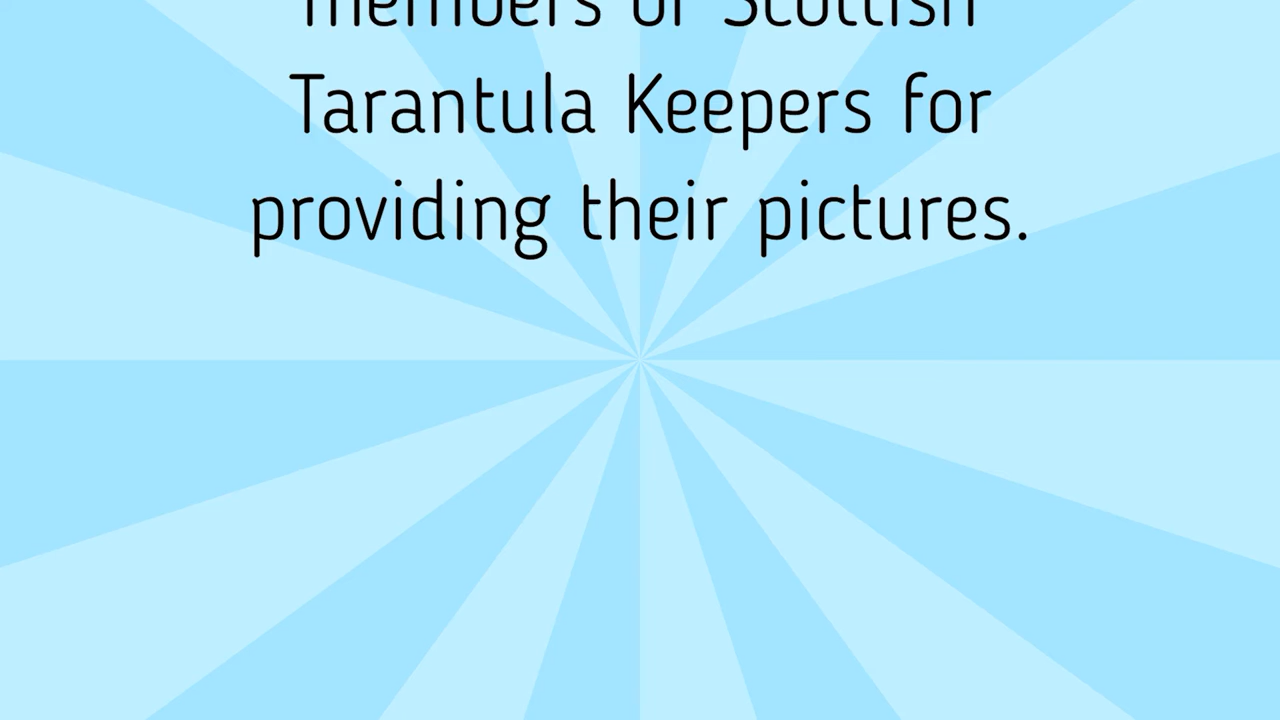 members of Scottish
Tarantula Keepers for
providing their pictures.